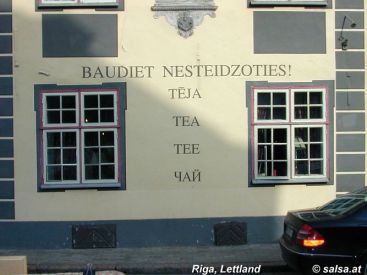 BAUDIET NESTEIDZOTIES!
TĒJA
TEA
TEE
ЧАЙ
Riga, Lettland
© salsa.at